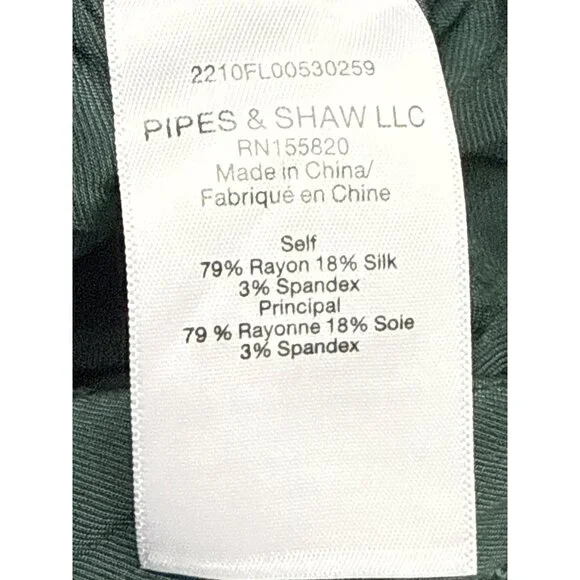 2210FL00530259
PIPES & SHAW LLC
RN155820
Made in China/
Fabriqué en Chine
Self
79% Rayon 18% Silk
3% Spandex
Principal
79 % Rayonne 18% Soie
3% Spandex